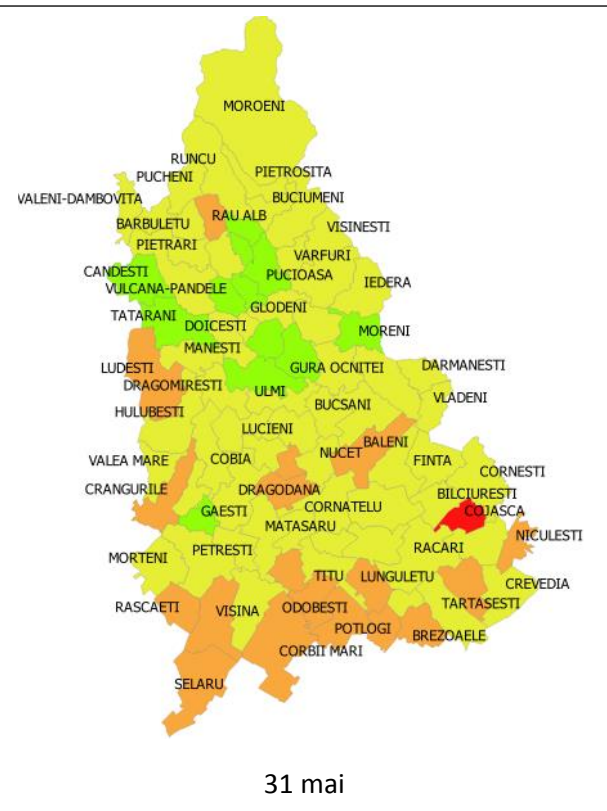 MOROENI
RUNCU
PUCHENI
PIETROSITA
VALENI-DAMBOVITA
BUCIUMENI
BARBULETU
RAU ALB
VISINESTI
PIETRARI
VARFURI
CANDESTI
PUCIOASA
IEDERA
VULCANA-PANDELE
TATARANI
GLODENI
DOICESTI
MORENI
MANESTI
LUDESTI
GURA OCNITEI
DARMANESTI
DRAGOMIRESTI
ULMI
VLADENI
HULUBESTI
BUCSANI
LUCIENI
BALENI
VALEA MARE
COBIA
NUCET
FINTA
CORNESTI
CRANGURILE
DRAGODANA
BILCIURESTI
GAESTI
CORNATELU
COJASCA
MATASARU
NICULESTI
MORTENI
PETRESTI
RACARI
TITU
LUNGULETU
CREVEDIA
RASCAETI
VISINA
ODOBESTI
TARTASESTI
POTLOGI
BREZOAELE
CORBII MARI
SELARU
31 mai